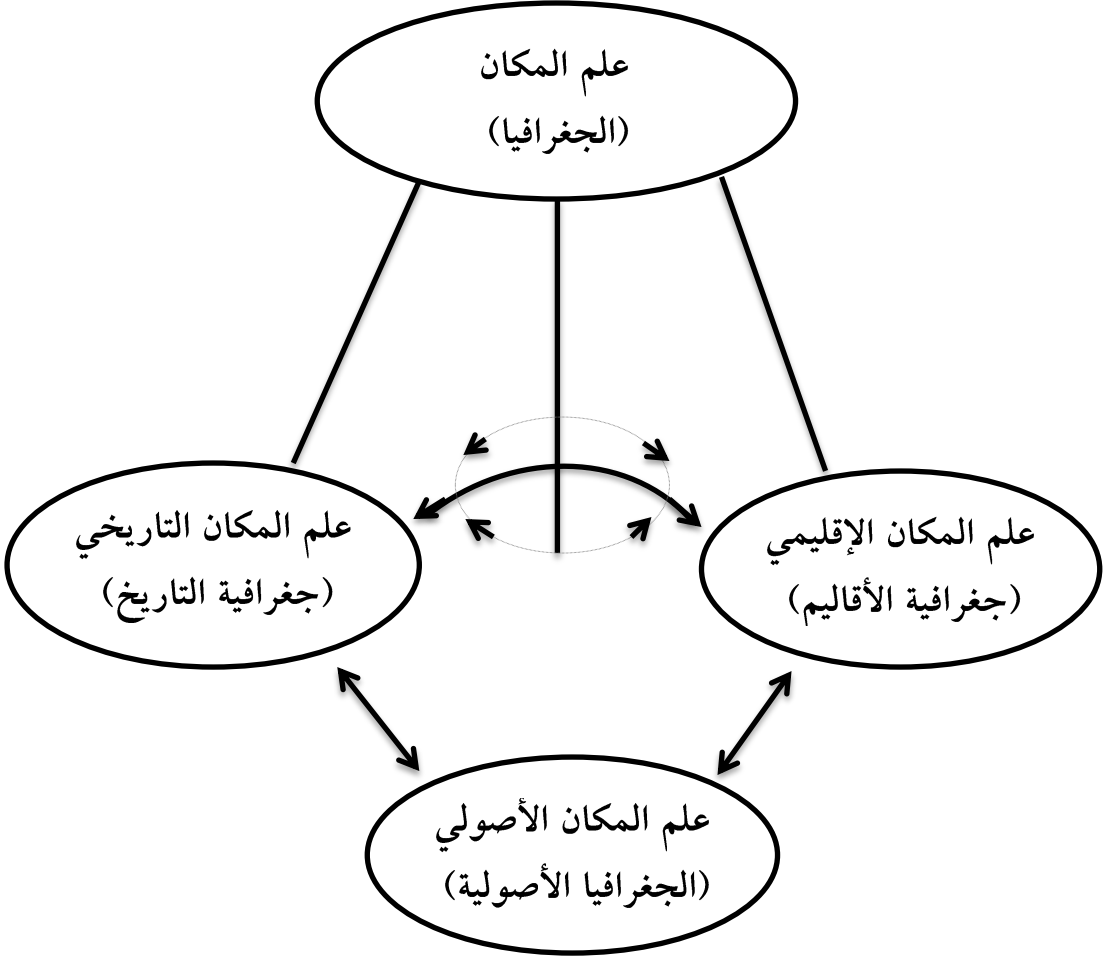 علم المكان
(الجغرافيا)
علم المكان الإقليمي
(جغرافية الأقاليم)
علم المكان التاريخي
(جغرافية التاريخ)
علم المكان الأصولي
(الجغرافيا الأصولية)